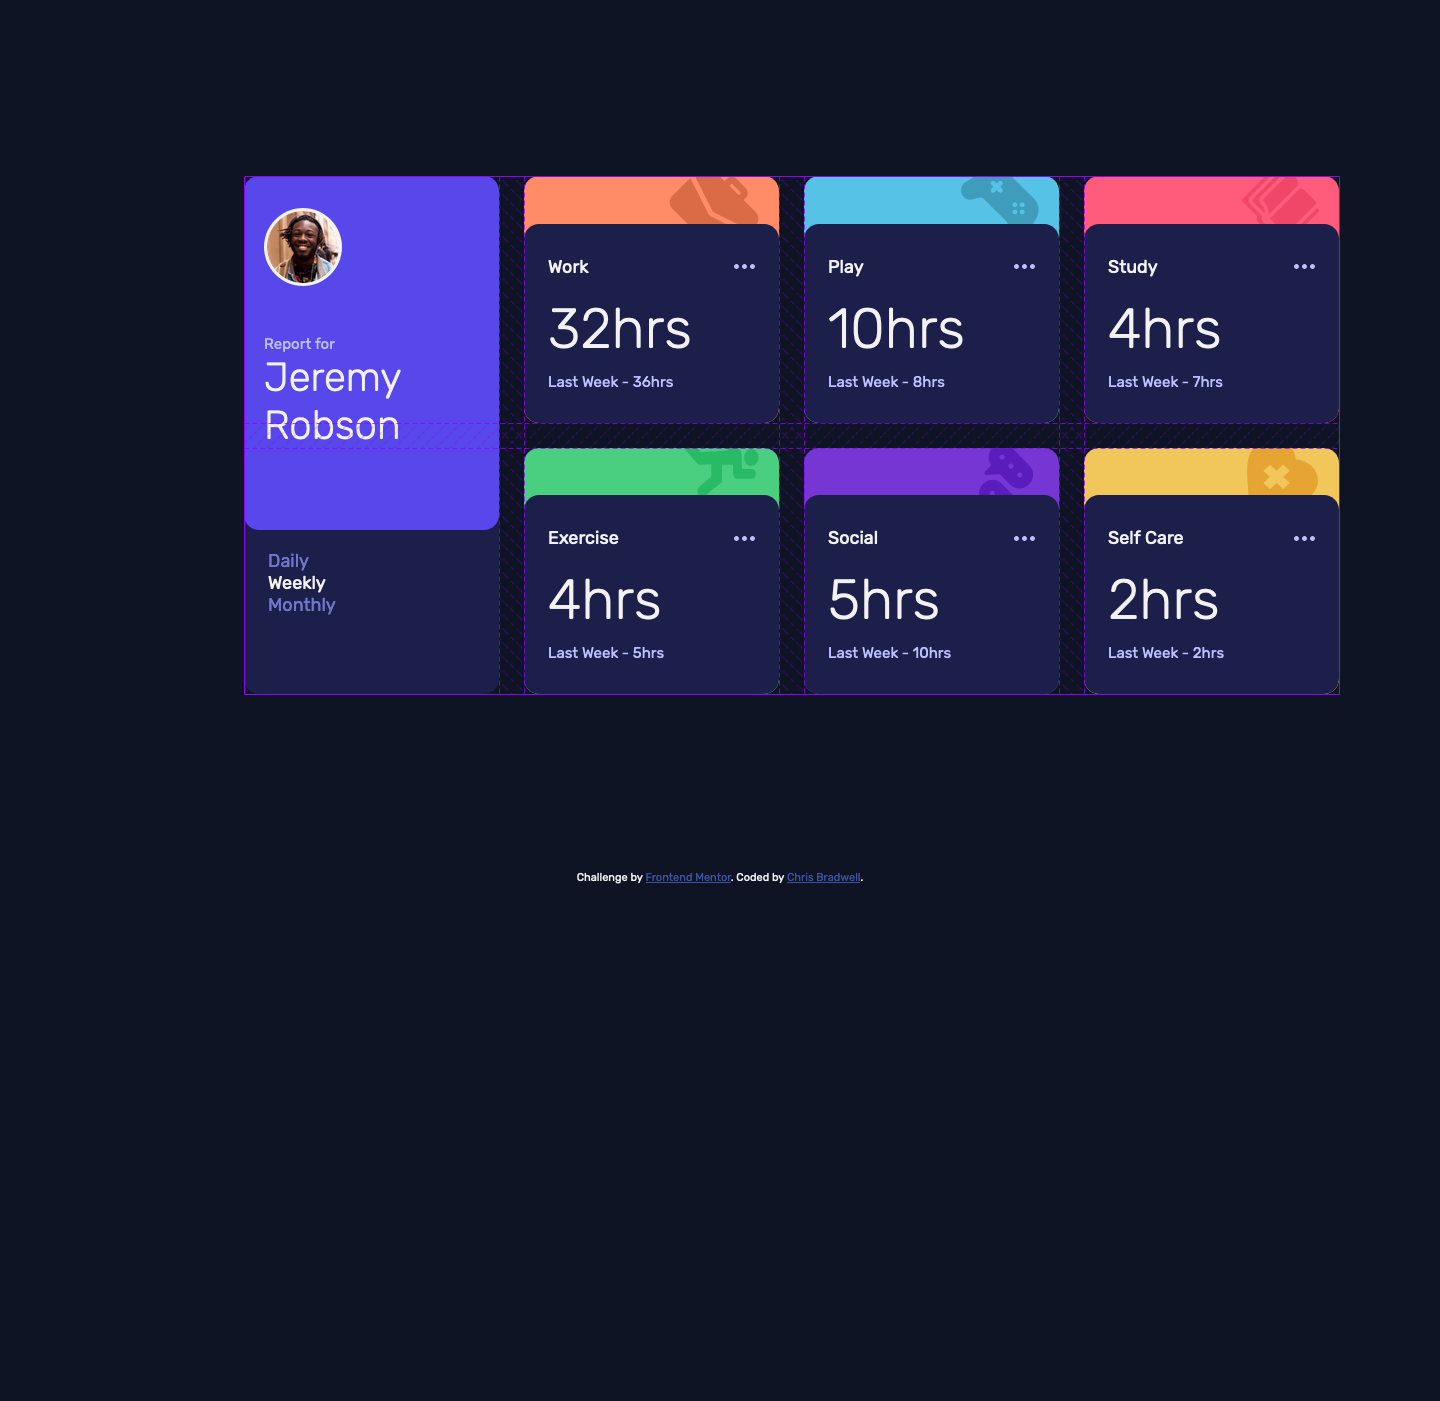 Report for
Jeremy
Robson
Daily
Weekly
Monthly
Work
32hrs
Last Week - 36hrs
Play
10hrs
Last Week - 8hrs
Study
4hrs
Last Week - 7hrs
Exercise
4hrs
Last Week - 5hrs
Social
5hrs
Last Week - 10hrs
Self Care
2hrs
Last Week - 2hrs
Challenge by Frontend Mentor. Coded by Chris Bradwell.